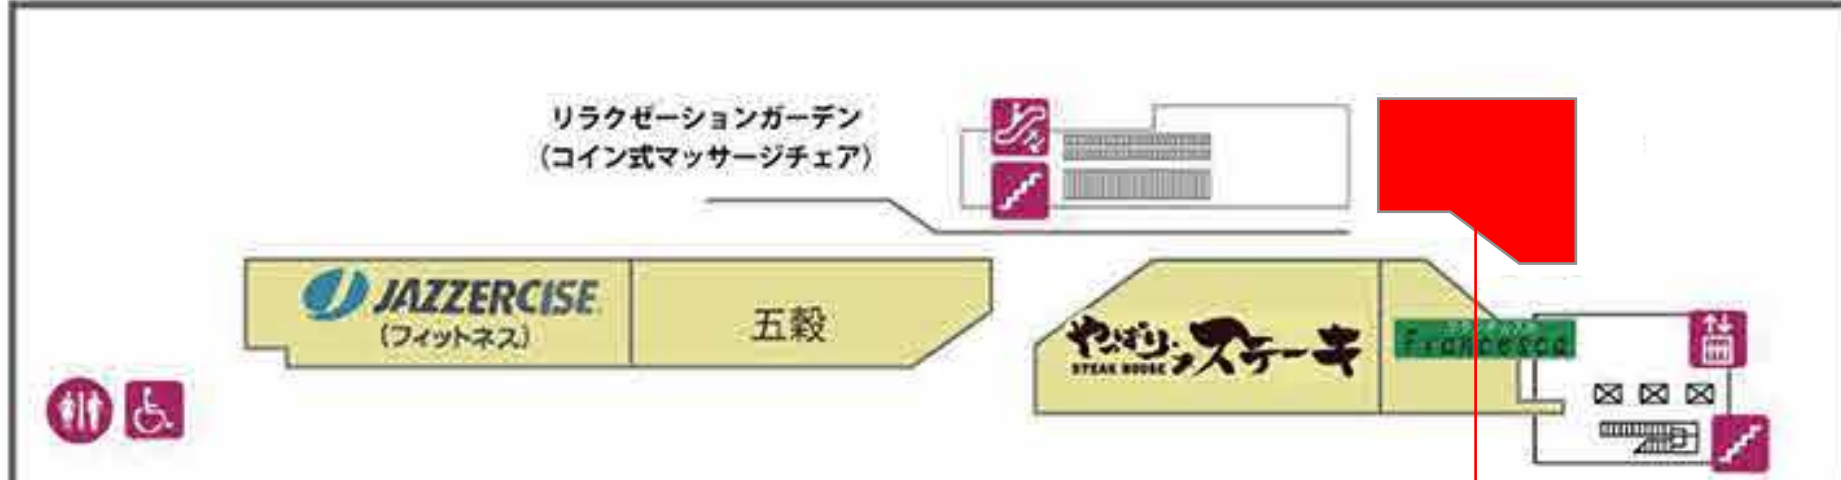 リラクゼーションガーデン
(コイン式マッサージチェア)
JAZZERCISE
(フィットネス)
五穀
やっぱりステーキ
STEAK HOUSE
francesca